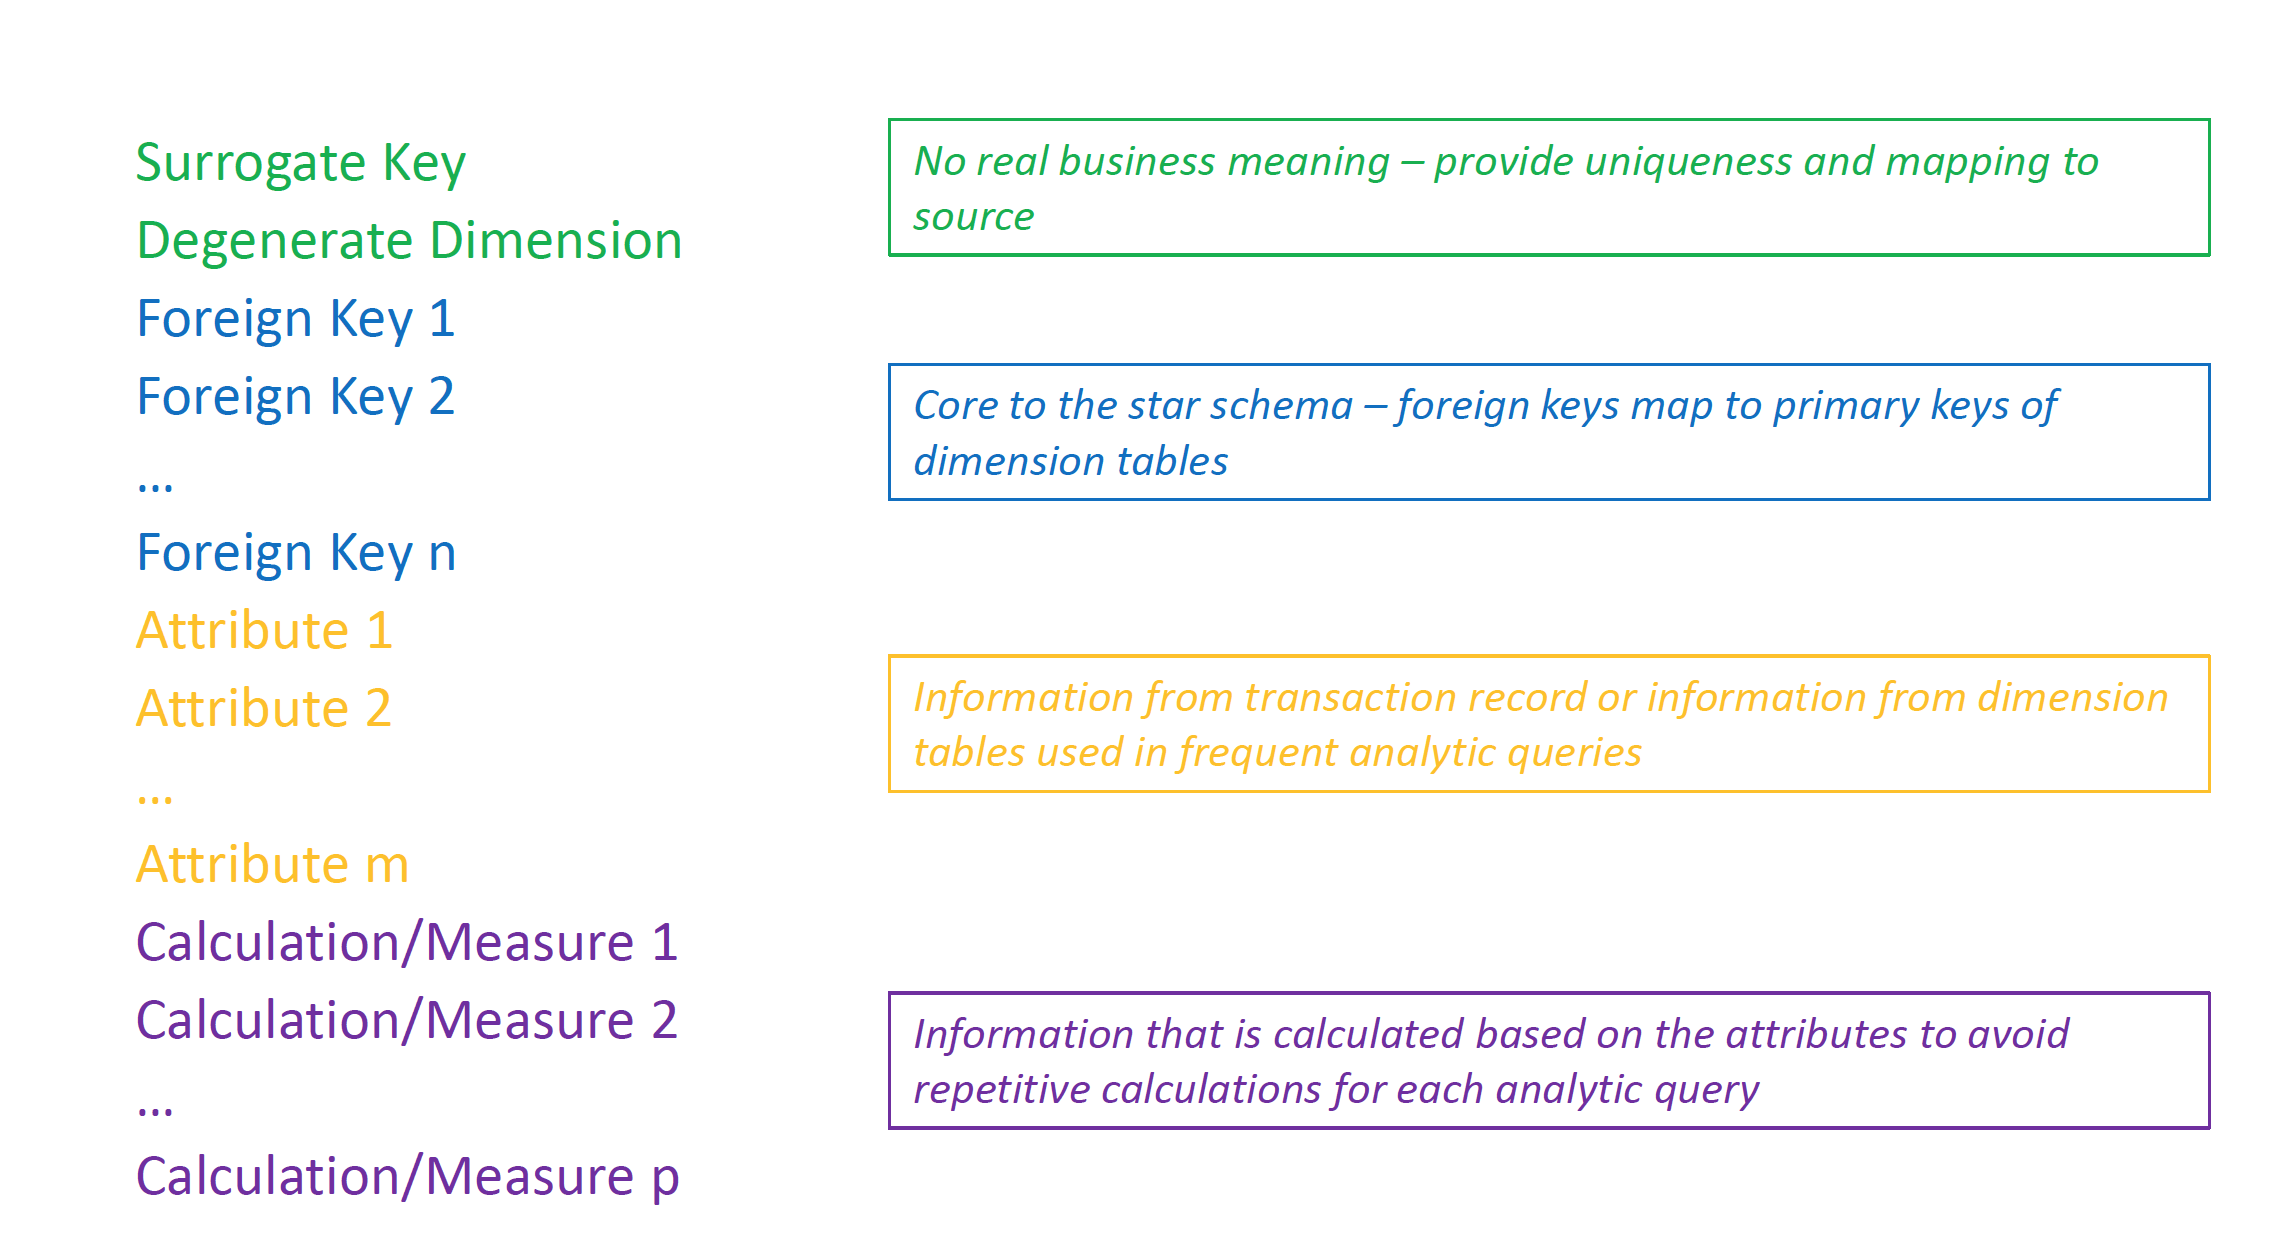 Surrogate Key
Degenerate Dimension
Foreign Key 1
Foreign Key 2
...
Foreign Key n
Attribute 1
Attribute 2
...
Attribute m
Calculation/Measure 1
Calculation/Measure 2
...
Calculation/Measure p
No real business meaning – provide uniqueness and mapping to
source
Core to the star schema – foreign keys map to primary keys of
dimension tables
Information from transaction record or information from dimension
tables used in frequent analytic queries
Information that is calculated based on the attributes to avoid
repetitive calculations for each analytic query